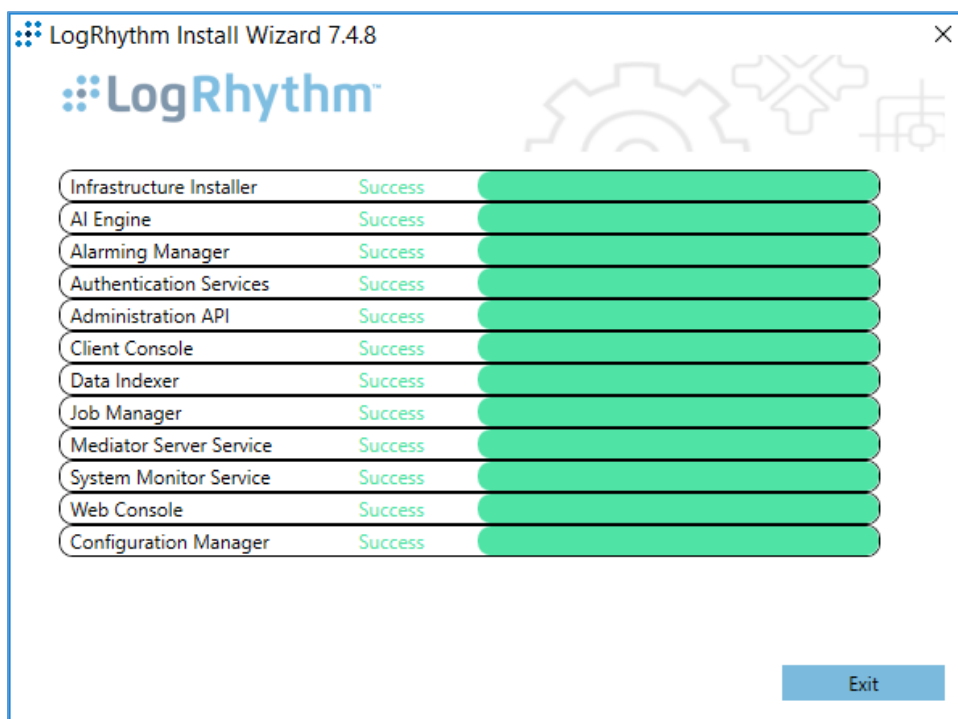 LogRhythm Install Wizard 7.4.8
LogRhythm™
Infrastructure Installer Success
AI Engine Success
Alarming Manager Success
Authentication Services Success
Administration API Success
Client Console Success
Data Indexer Success
Job Manager Success
Mediator Server Service Success
System Monitor Service Success
Web Console Success
Configuration Manager Success
Exit